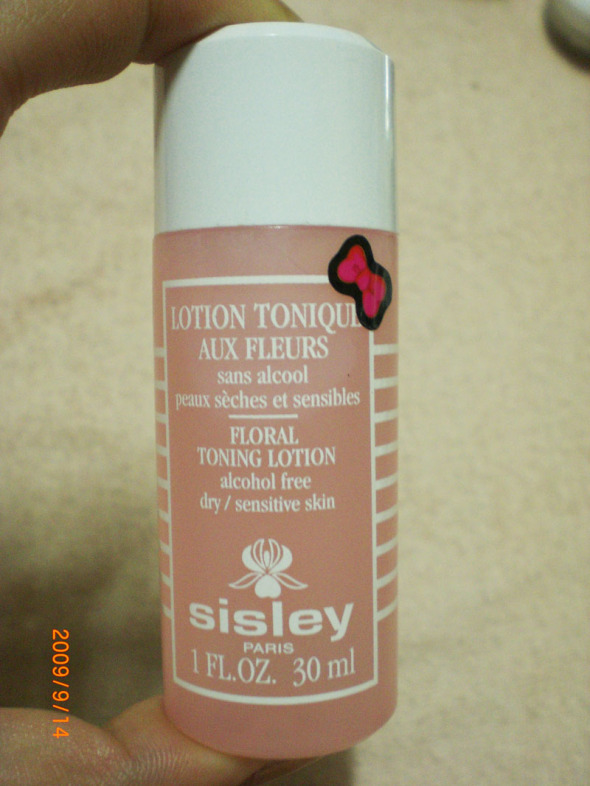 LOTION TONIQUE
AUX FLEURS
sans alcool
peaux sèches et sensibles
FLORAL
TONING LOTION
alcohol free
dry / sensitive skin
sisley
PARIS
1 FL.OZ. 30 ml
2009/9/14